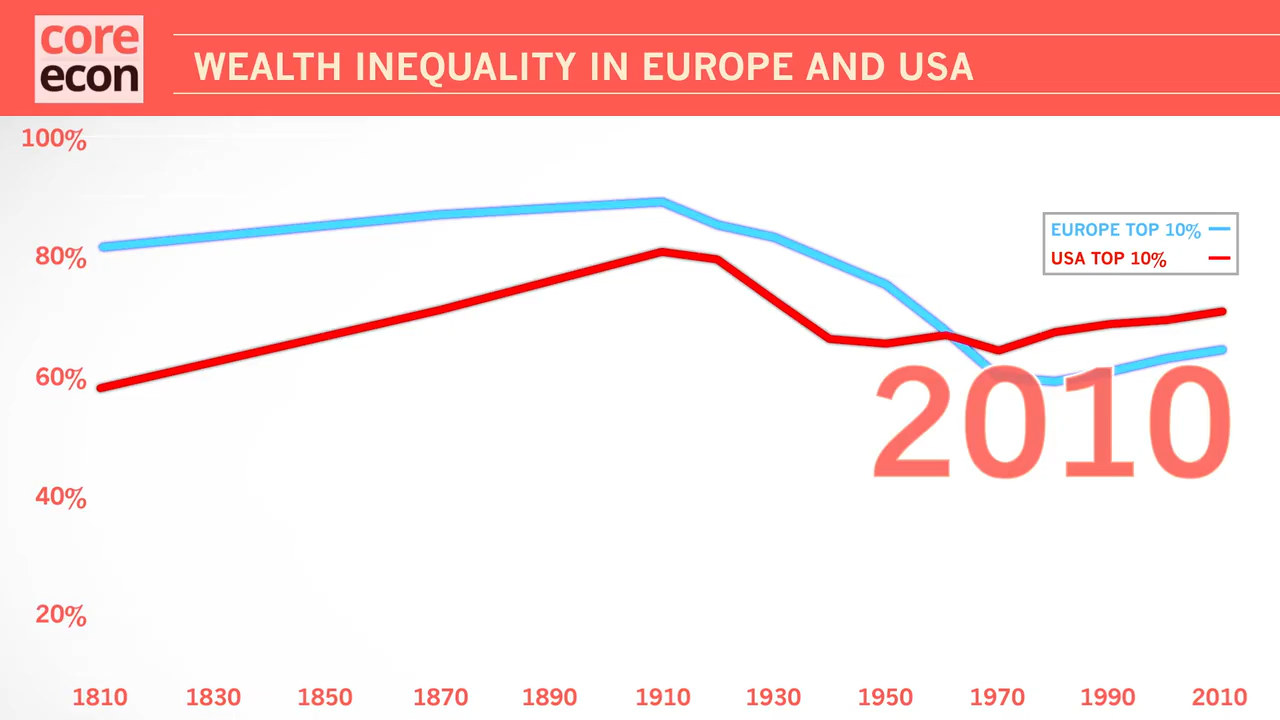 core
econ
WEALTH INEQUALITY IN EUROPE AND USA
100%
80%
60%
40%
20%
EUROPE TOP 10%
USA TOP 10%
2010
1810 1830 1850 1870 1890 1910 1930 1950 1970 1990 2010